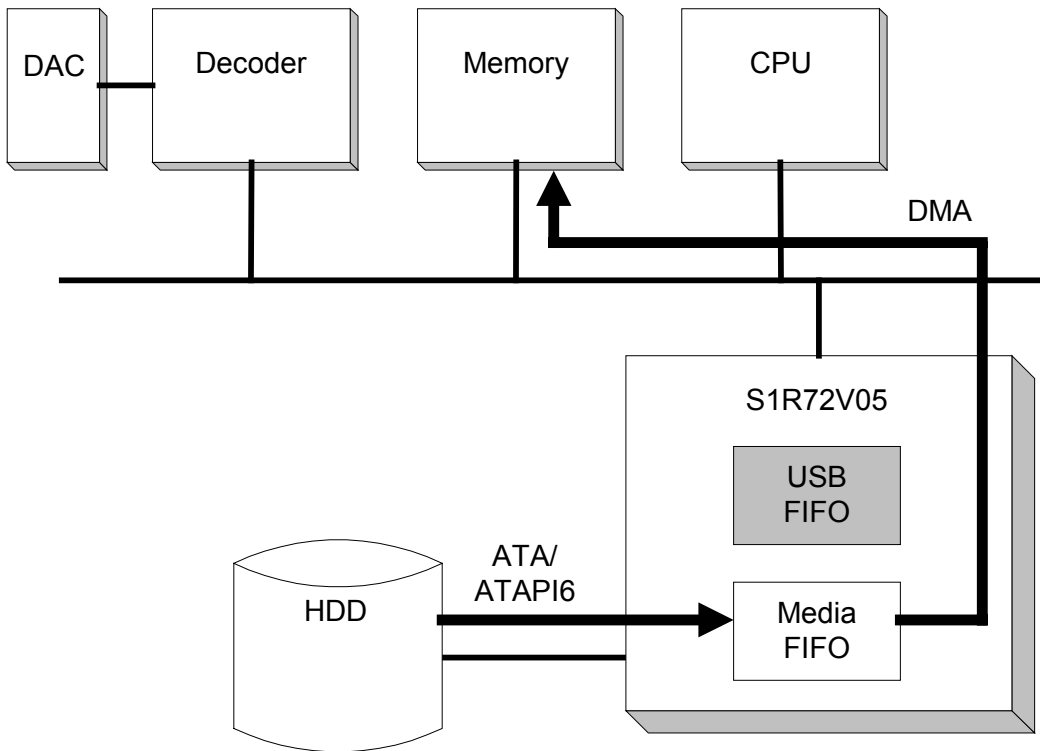 DAC
Decoder
Memory
CPU
DMA
S1R72V05
USB
FIFO
ATA/
ATAPI6
HDD
Media
FIFO